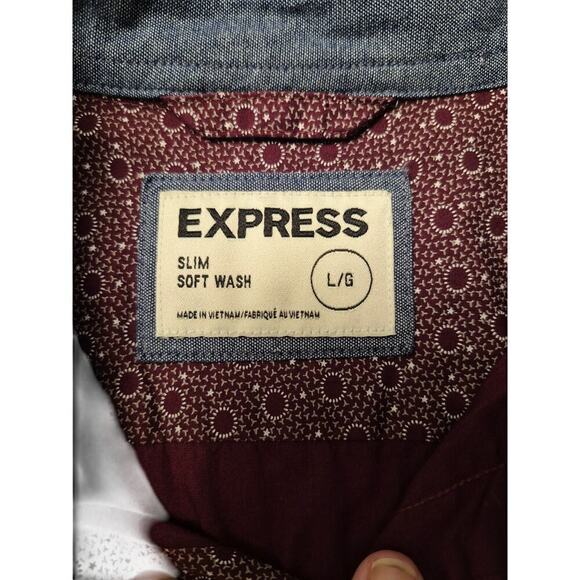 EXPRESS
SLIM
SOFT WASH
L/G
MADE IN VIETNAM/FABRIQUÉ AU VIETNAM